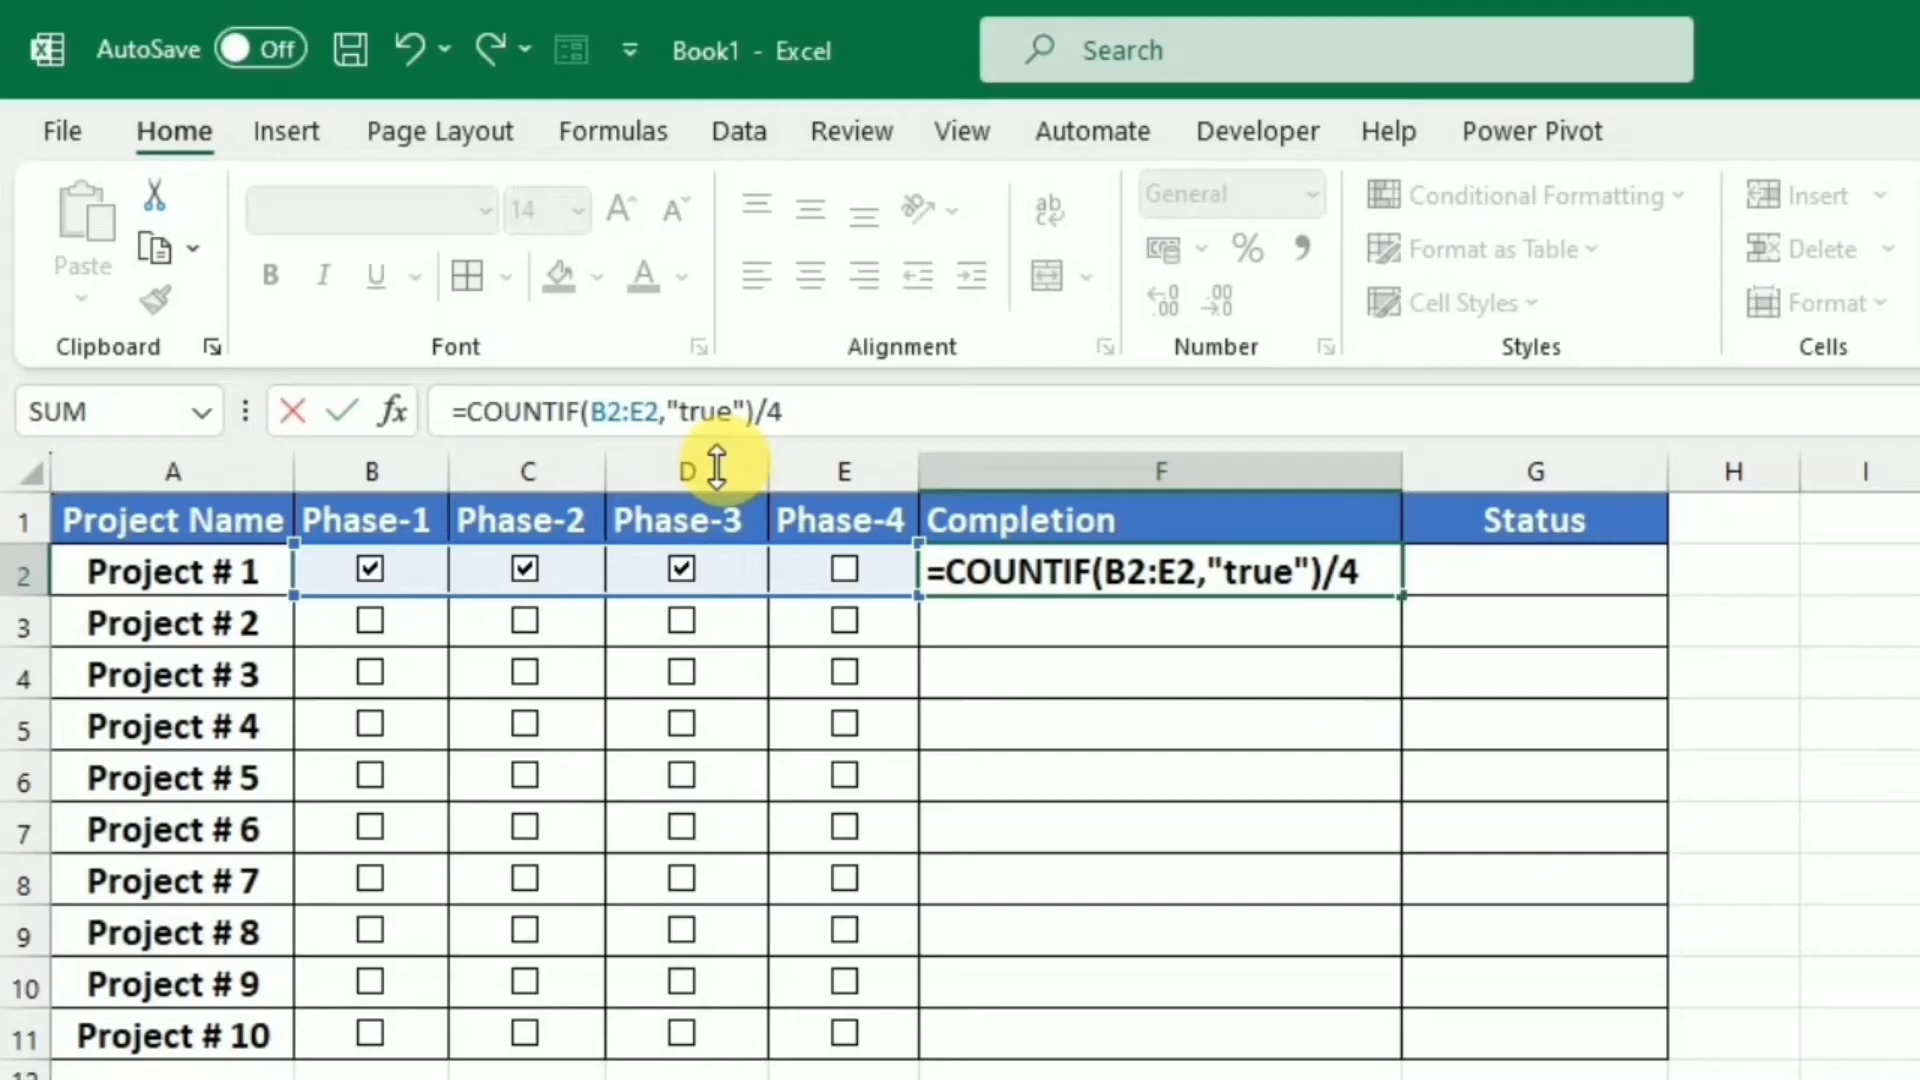 AutoSave Off Book1 - Excel Search
File Home Insert Page Layout Formulas Data Review View Automate Developer Help Power Pivot
Paste 14 A A General Conditional Formatting Insert
B I U A ab c % Format as Table Delete
.00 .00 Cell Styles Format
Clipboard Font Alignment Number Styles Cells
SUM fx =COUNTIF(B2:E2,"true")/4
A B C D E F G H I
1 Project Name Phase-1 Phase-2 Phase-3 Phase-4 Completion Status
2 Project # 1 =COUNTIF(B2:E2,"true")/4
3 Project # 2
4 Project # 3
5 Project # 4
6 Project # 5
7 Project # 6
8 Project # 7
9 Project # 8
10 Project # 9
11 Project # 10